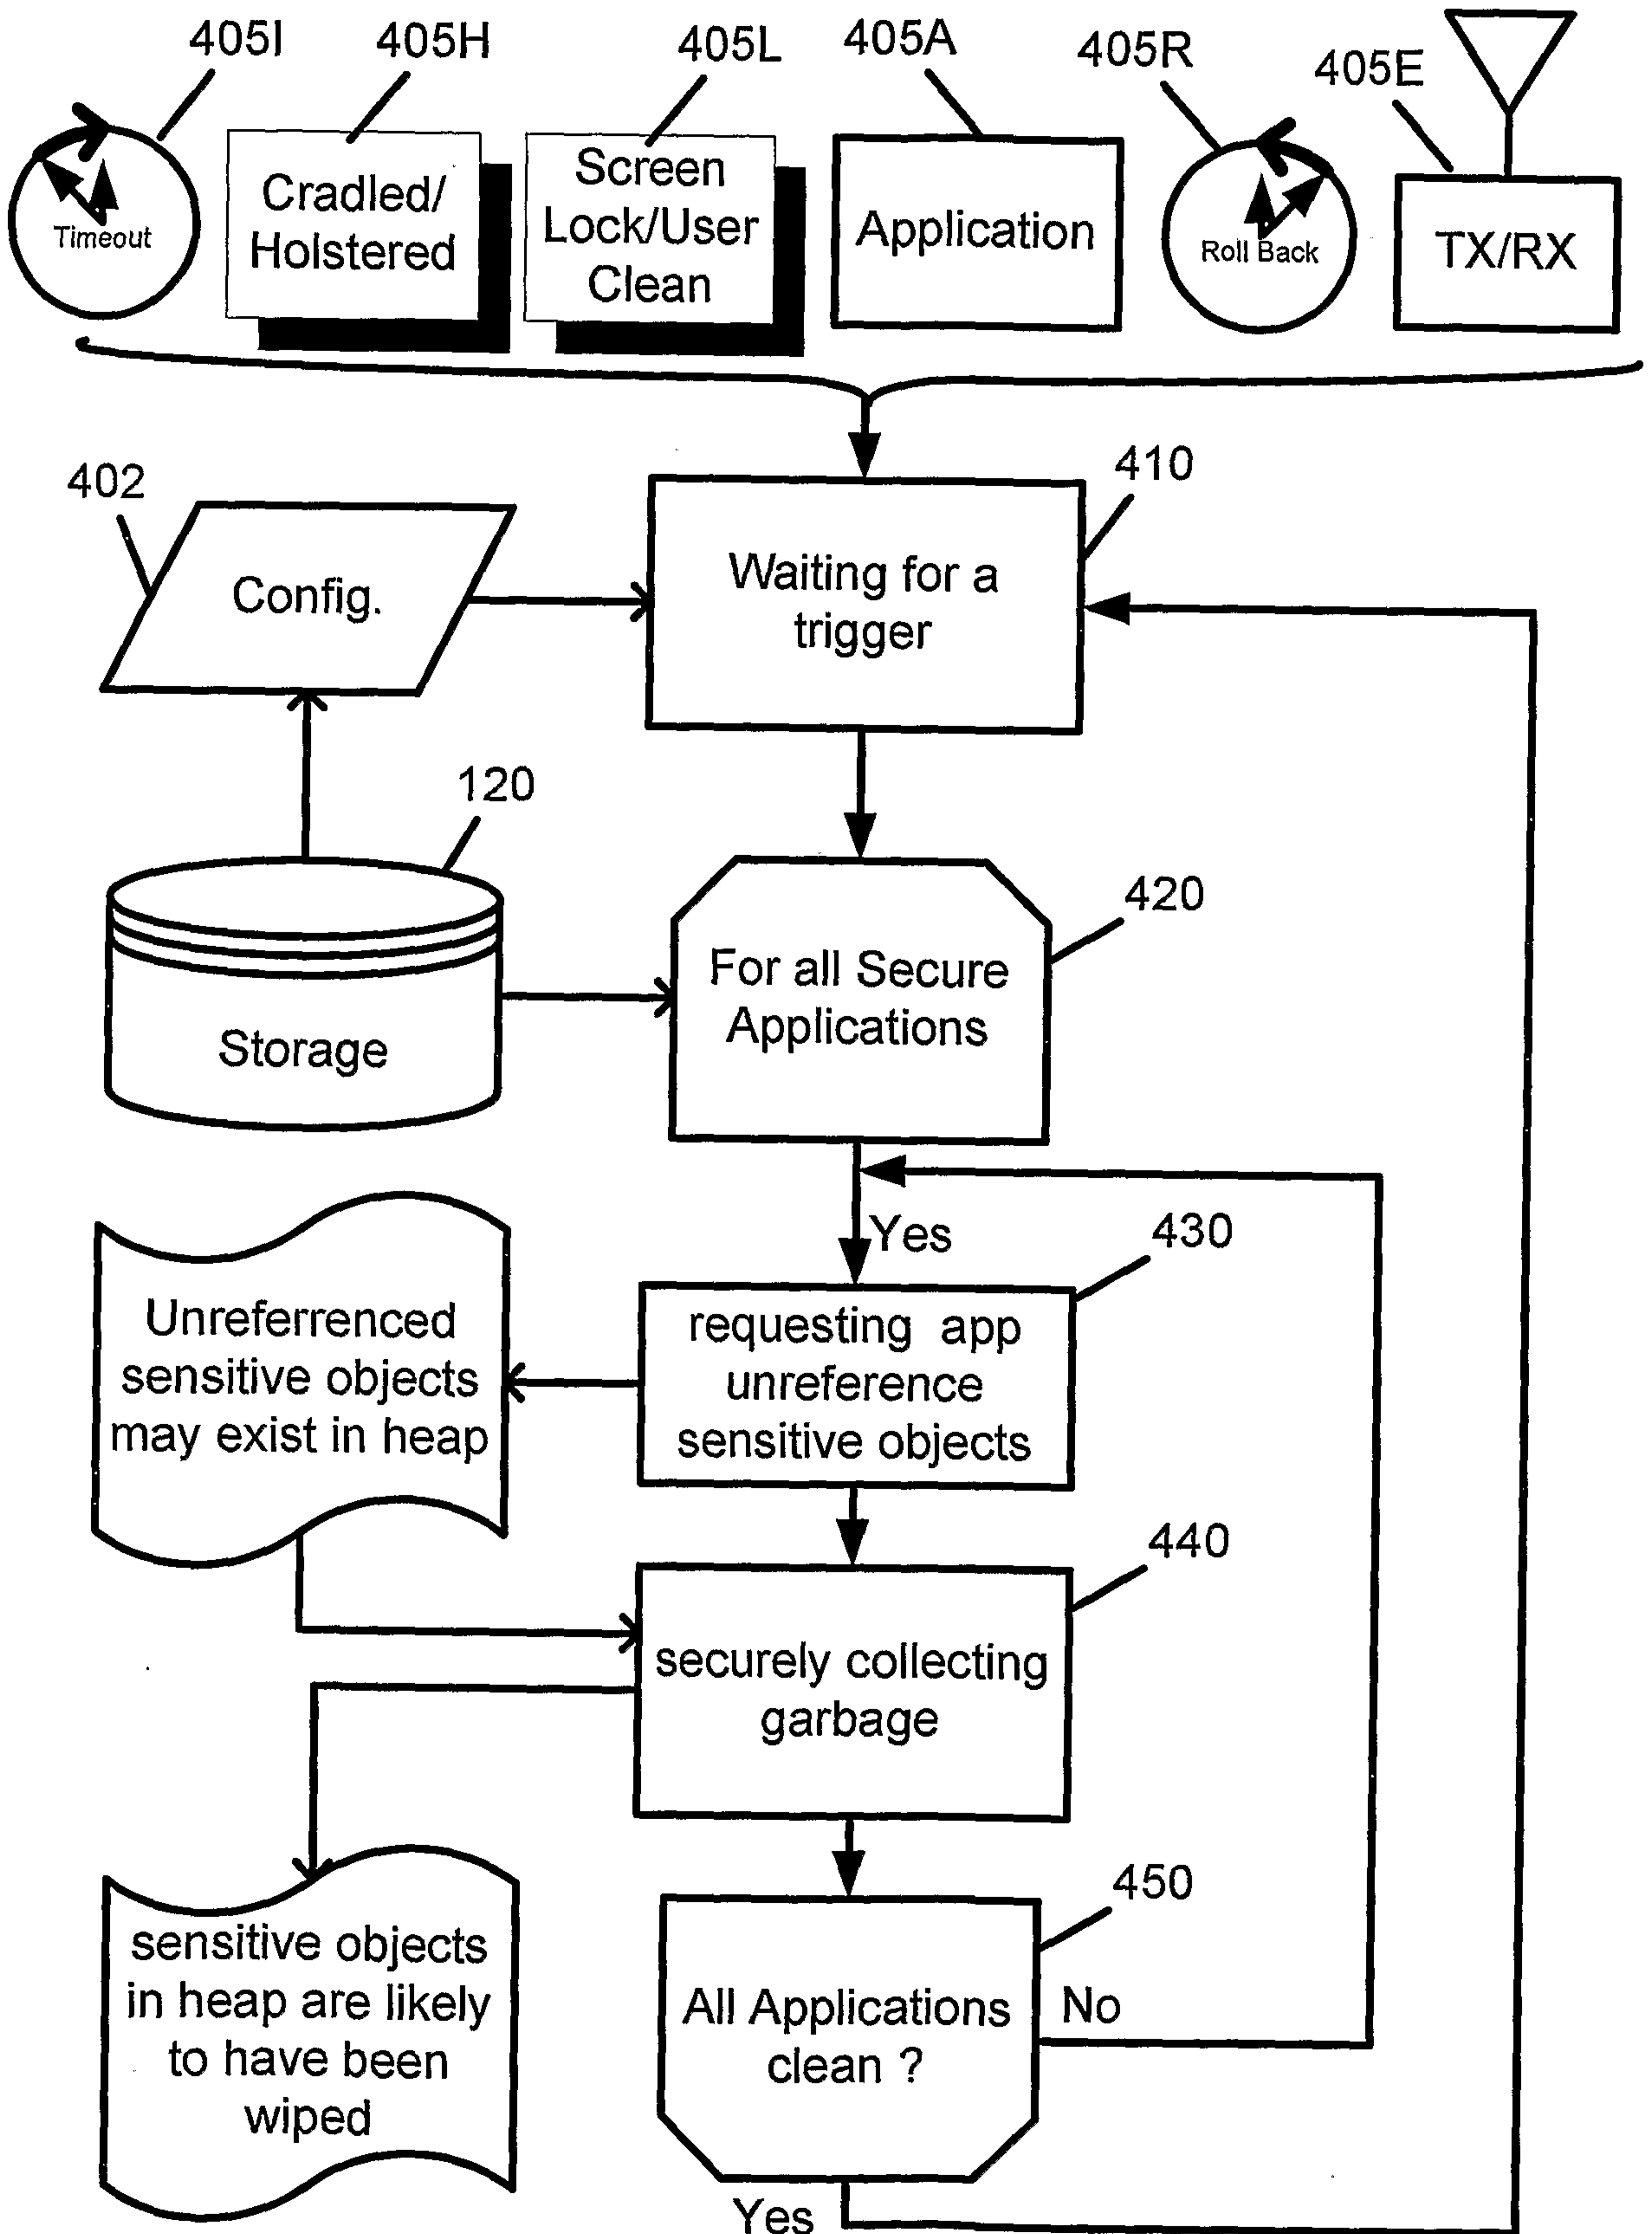 405I
405H
405L
405A
405R
405E
Timeout
Cradled/
Holstered
Screen
Lock/User
Clean
Application
Roll Back
TX/RX
402
410
Config.
Waiting for a
trigger
120
420
Storage
For all Secure
Applications
Yes
430
Unreferrenced
sensitive objects
may exist in heap
requesting app
unreference
sensitive objects
440
securely collecting
garbage
450
sensitive objects
in heap are likely
to have been
wiped
All Applications
clean ?
No
Yes